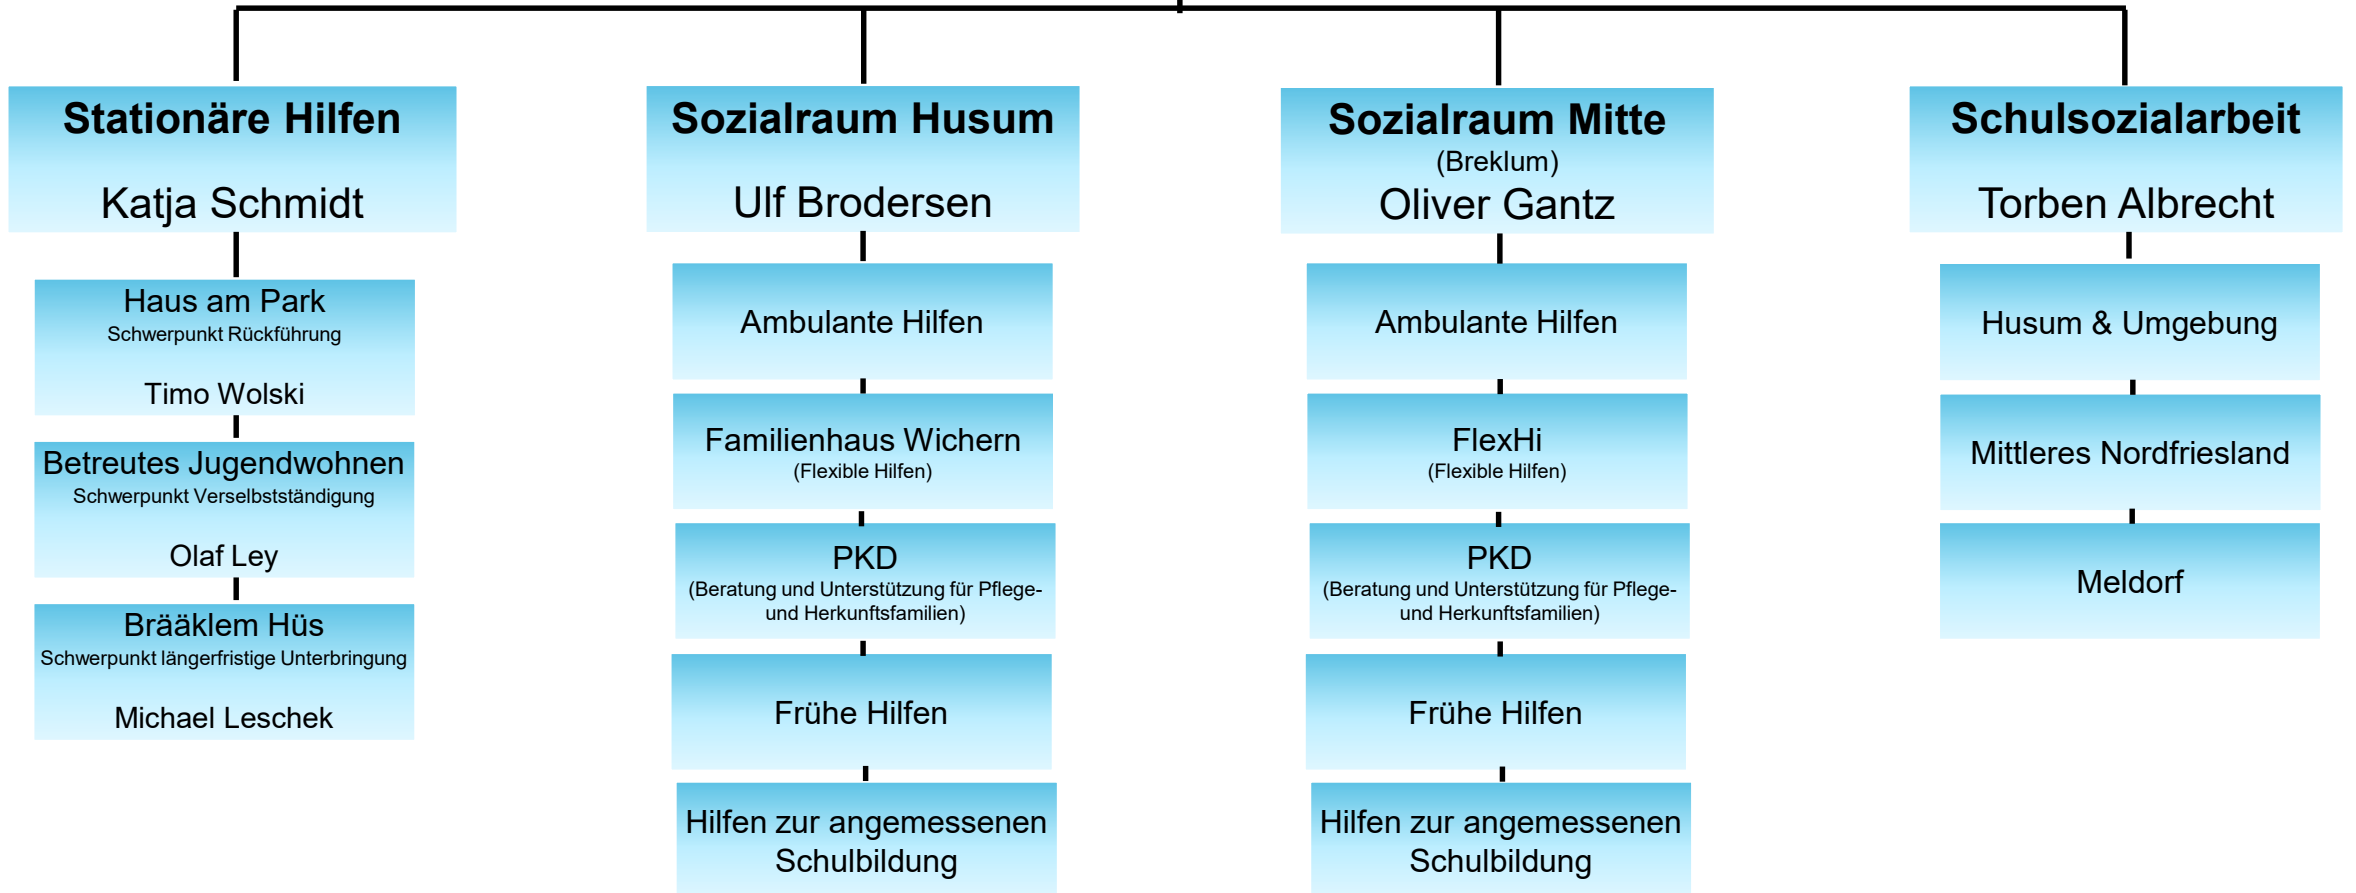 Stationäre Hilfen
Katja Schmidt
Haus am Park
Schwerpunkt Rückführung
Timo Wolski
Betreutes Jugendwohnen
Schwerpunkt Verselbstständigung
Olaf Ley
Brääklem Hüs
Schwerpunkt längerfristige Unterbringung
Michael Leschek
Sozialraum Husum
Ulf Brodersen
Ambulante Hilfen
Familienhaus Wichern
(Flexible Hilfen)
PKD
(Beratung und Unterstützung für Pflege-
und Herkunftsfamilien)
Frühe Hilfen
Hilfen zur angemessenen
Schulbildung
Sozialraum Mitte
(Breklum)
Oliver Gantz
Ambulante Hilfen
FlexHi
(Flexible Hilfen)
PKD
(Beratung und Unterstützung für Pflege-
und Herkunftsfamilien)
Frühe Hilfen
Hilfen zur angemessenen
Schulbildung
Schulsozialarbeit
Torben Albrecht
Husum & Umgebung
Mittleres Nordfriesland
Meldorf